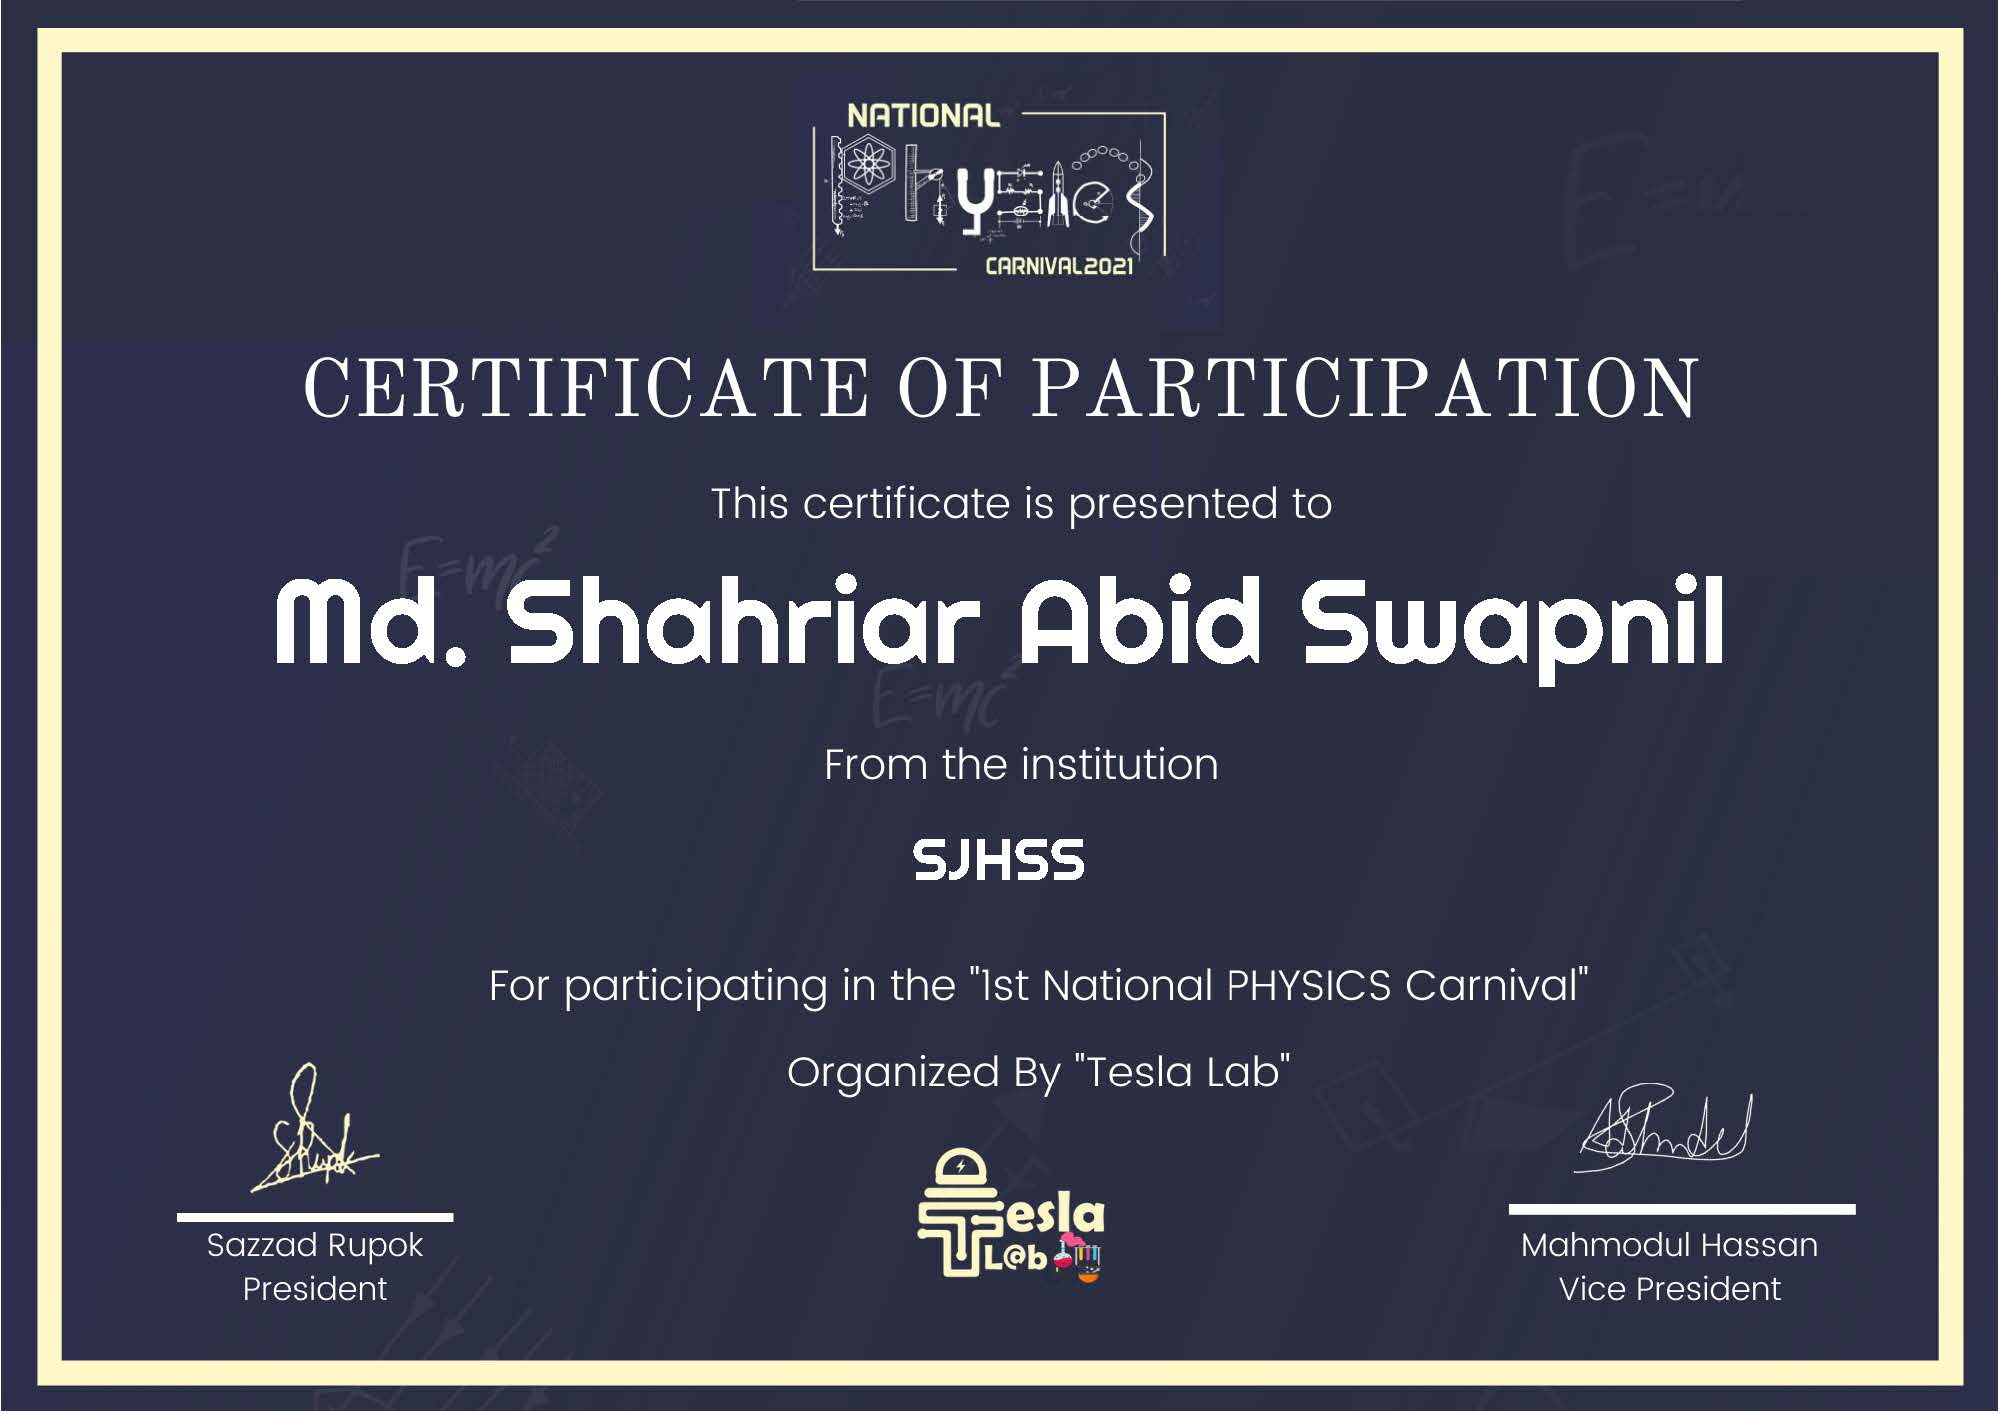 NATIONAL
Physics
CARNIVAL2021
E=m
CERTIFICATE OF PARTICIPATION
This certificate is presented to
E=mc²
Md. Shahriar Abid Swapnil
E=mc²
From the institution
SJHSS
For participating in the "1st National PHYSICS Carnival"
Organized By "Tesla Lab"
Tesla
L@b
Sazzad Rupok
President
Mahmodul Hassan
Vice President